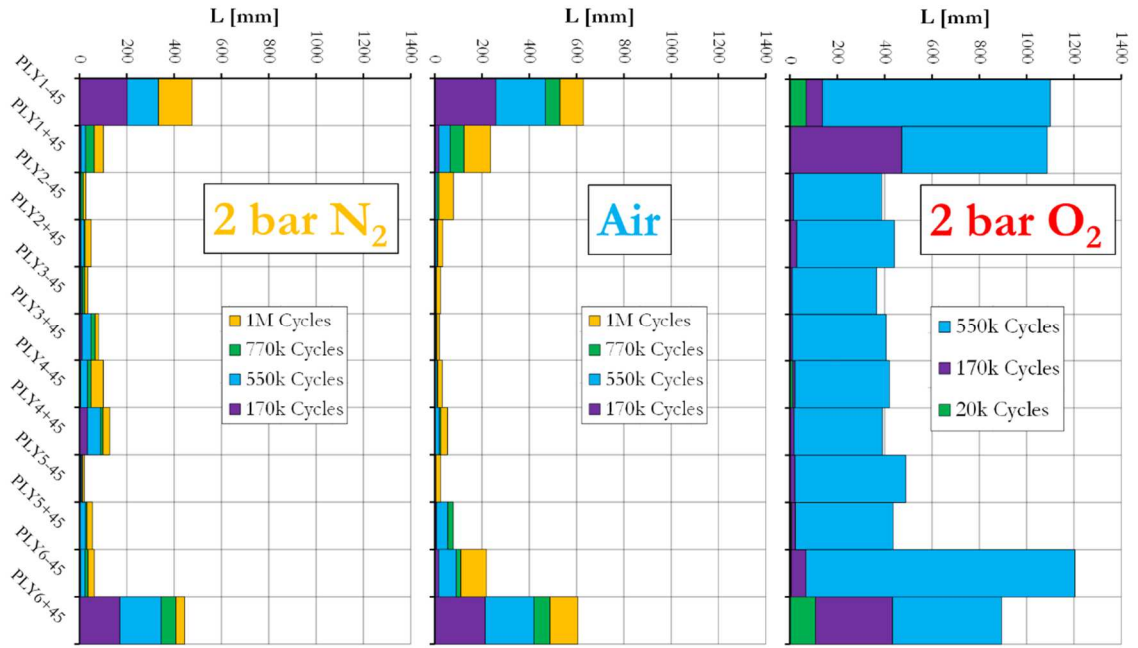 L [mm]
L [mm]
L [mm]
0
200
400
600
800
1000
1200
1400
0
200
400
600
800
1000
1200
1400
0
200
400
600
800
1000
1200
1400
PLY1-45
PLY1+45
PLY2-45
PLY2+45
PLY3-45
PLY3+45
PLY4-45
PLY4+45
PLY5-45
PLY5+45
PLY6-45
PLY6+45
2 bar N₂
1M Cycles
770k Cycles
550k Cycles
170k Cycles
Air
1M Cycles
770k Cycles
550k Cycles
170k Cycles
2 bar O₂
550k Cycles
170k Cycles
20k Cycles